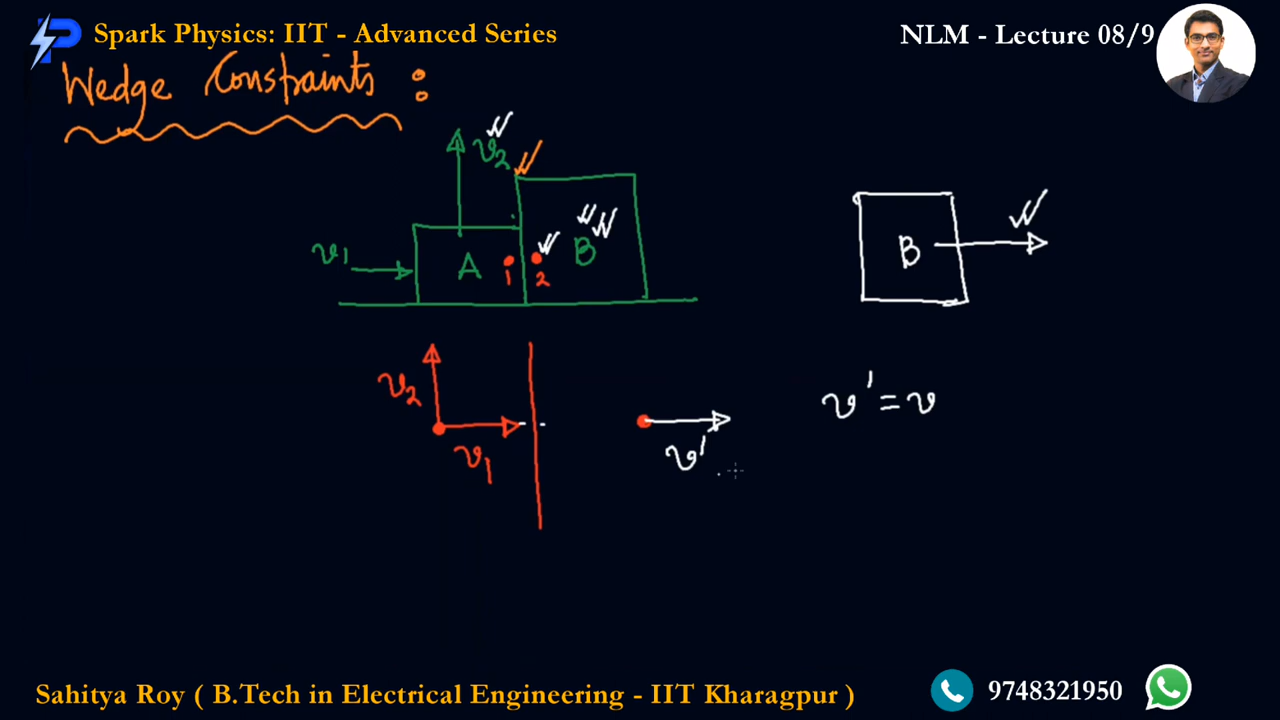 Spark Physics: IIT - Advanced Series
NLM - Lecture 08/9
Wedge Constraints :
v2
v1
A
1
2
B
B
v2
v1
v'
v' = v
Sahitya Roy ( B.Tech in Electrical Engineering - IIT Kharagpur )
9748321950